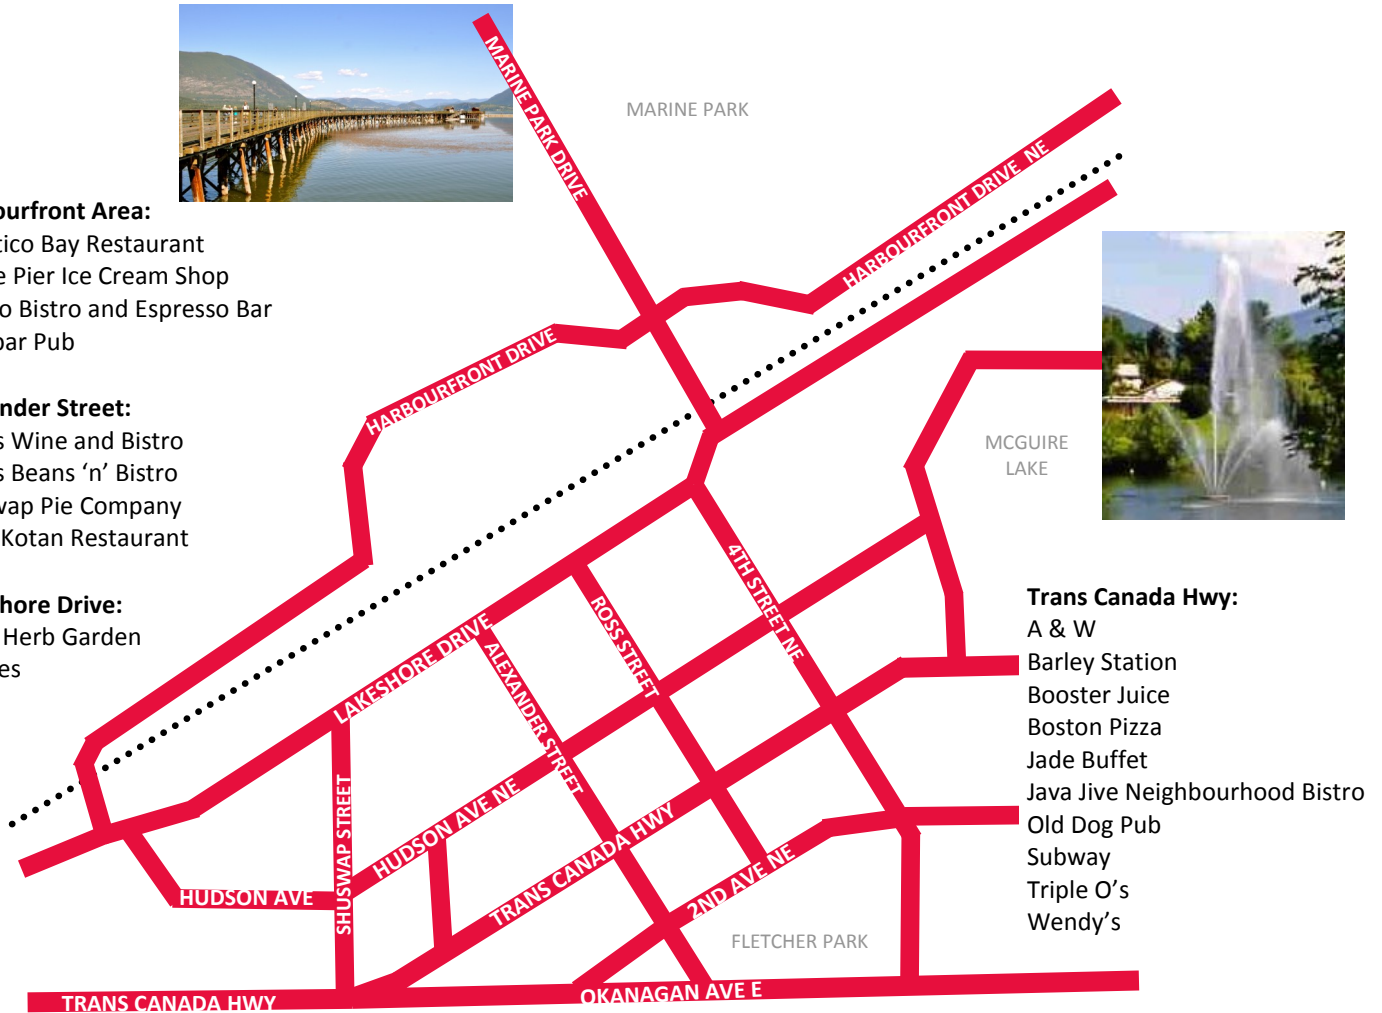 MARINE PARK DRIVE
MARINE PARK
HARBOURFRONT DRIVE NE
ourfront Area:
tico Bay Restaurant
e Pier Ice Cream Shop
o Bistro and Espresso Bar
bar Pub
HARBOURFRONT DRIVE
nder Street:
s Wine and Bistro
s Beans ‘n’ Bistro
vap Pie Company
Kotan Restaurant
MCGUIRE
LAKE
hore Drive:
Herb Garden
es
LAKESHORE DRIVE
ALEXANDER STREET
ROSS STREET
4TH STREET NE
Trans Canada Hwy:
A & W
Barley Station
Booster Juice
Boston Pizza
Jade Buffet
Java Jive Neighbourhood Bistro
Old Dog Pub
Subway
Triple O’s
Wendy’s
SHUSWAP STREET
HUDSON AVE NE
HUDSON AVE
TRANS CANADA HWY
2ND AVE NE
FLETCHER PARK
TRANS CANADA HWY
OKANAGAN AVE E